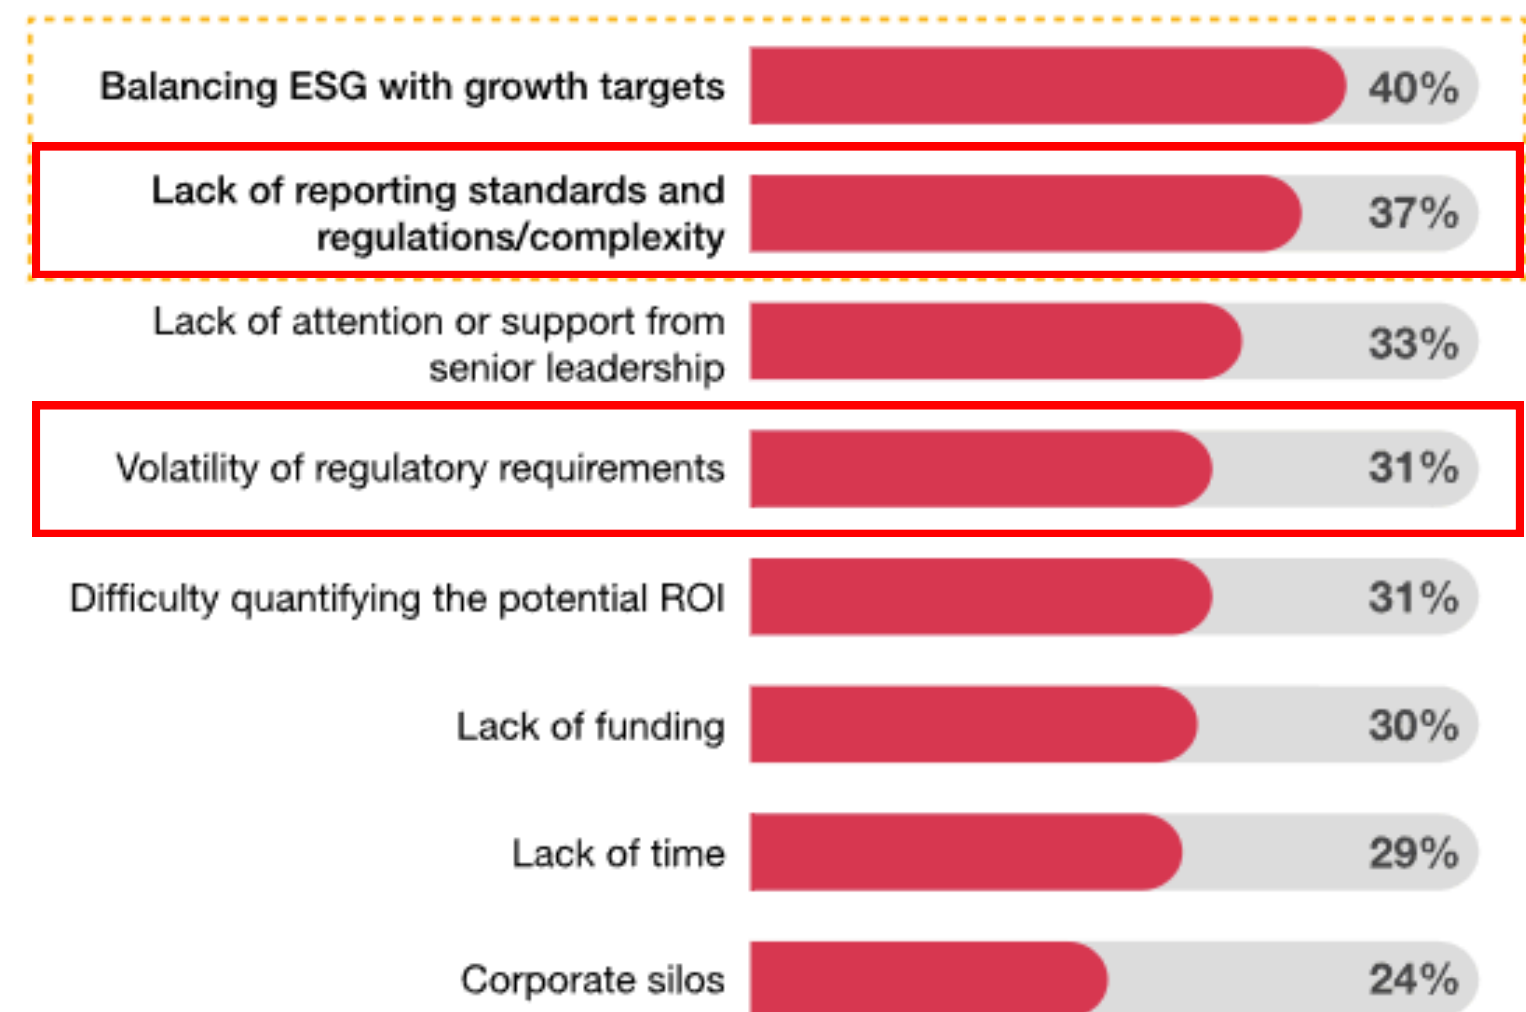 Balancing ESG with growth targets 40%
Lack of reporting standards and
regulations/complexity 37%
Lack of attention or support from
senior leadership 33%
Volatility of regulatory requirements 31%
Difficulty quantifying the potential ROI 31%
Lack of funding 30%
Lack of time 29%
Corporate silos 24%